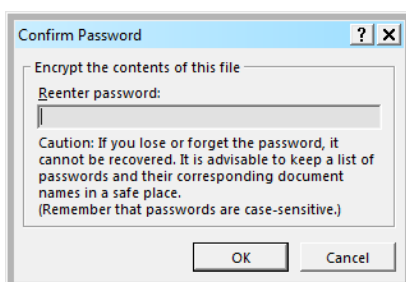 Confirm Password
Encrypt the contents of this file
Reenter password:
Caution: If you lose or forget the password, it
cannot be recovered. It is advisable to keep a list of
passwords and their corresponding document
names in a safe place.
(Remember that passwords are case-sensitive.)
OK
Cancel